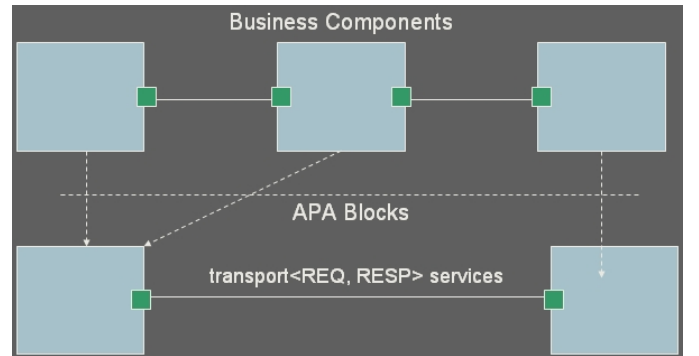 Business Components
APA Blocks
transport<REQ, RESP> services